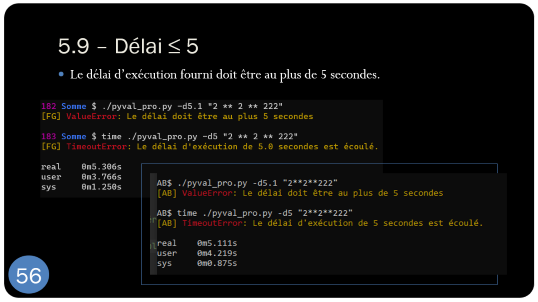 5.9 – Délai ≤ 5
• Le délai d'exécution fourni doit être au plus de 5 secondes.
182 Somme $ ./pyval_pro.py -d5.1 "2 ** 2 ** 222"
[FG] ValueError: Le délai doit être au plus 5 secondes
183 Somme $ time ./pyval_pro.py -d5 "2 ** 2 ** 222"
[FG] TimeoutError: Le délai d'exécution de 5.0 secondes est écoulé.
real 0m5.306s
user 0m3.766s
sys 0m1.250s
AB$ ./pyval_pro.py -d5.1 "2**2**222"
[AB] ValueError: Le délai doit être au plus de 5 secondes
AB$ time ./pyval_pro.py -d5 "2**2**222"
[AB] TimeoutError: Le délai d'exécution de 5 secondes est écoulé.
real 0m5.111s
user 0m4.219s
sys 0m0.875s
56